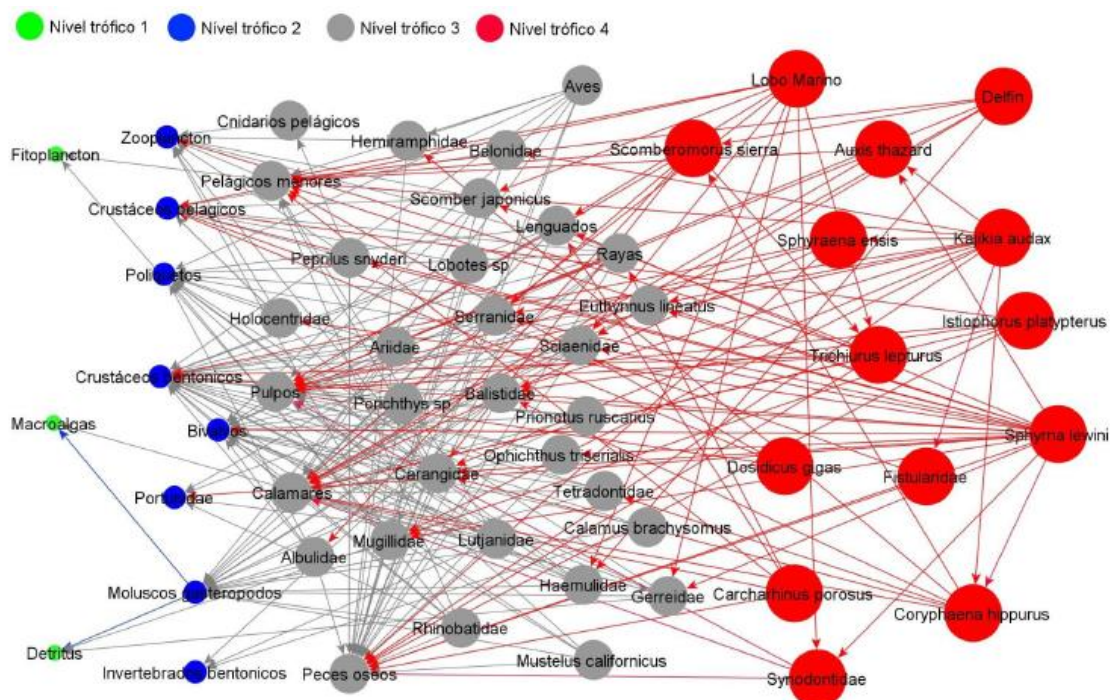 Nivel trófico 1 Nivel trófico 2 Nivel trófico 3 Nivel trófico 4
Aves
Lobo Marino
Delfin
Cnidarios pelágicos
Zooplancton
Hemiramphidae
Belonidae
Scomberomorus sierra
Auxis thazard
Fitoplancton
Pelágicos menores
Scomber japonicus
Crustáceos pelagicos
Lenguados
Sphyraena ensis
Kajikia audax
Peprilus snyderi
Lobotes sp
Rayas
Poliquetos
Euthynnus lineatus
Holocentridae
Serranidae
Istiophorus platypterus
Ariidae
Sciaenidae
Trichiurus lepturus
Crustáceos bentonicos
Pulpos
Porichthys sp
Balistidae
Prionotus ruscarius
Macroalgas
Bivalvos
Sphyrna lewini
Ophichthus triserialis
Carangidae
Dosidicus gigas
Fistularidae
Portunidae
Calamares
Tetradontidae
Calamus brachysomus
Mugillidae
Lutjanidae
Albulidae
Haemulidae
Moluscos gasteropodos
Gerreidae
Carcharhinus porosus
Coryphaena hippurus
Rhinobatidae
Detritus
Mustelus californicus
Invertebrados bentonicos
Peces oseos
Synodontidae